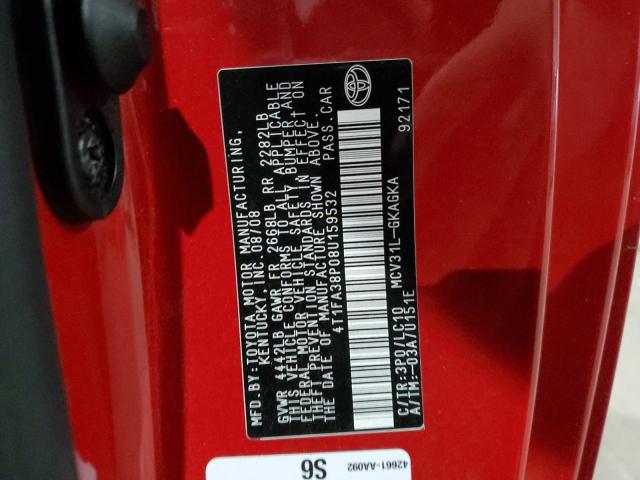 MFD.BY:TOYOTA MOTOR MANUFACTURING,
KENTUCKY, INC. 08/08
GVWR 4442LB GAWR FR 2668LB RR 2282LB
THIS VEHICLE CONFORMS TO ALL APPLICABLE
FEDERAL MOTOR VEHICLE SAFETY BUMPER AND
THEFT PREVENTION STANDARDS IN EFFECT ON
THE DATE OF MANUFACTURE SHOWN ABOVE.
4T1FA38P08U159532 PASS.CAR
C/TR:3P0/LC10 MCV31L-GKAGKA
A/TM:-03A/U151E 92171
42661-AA092
S6